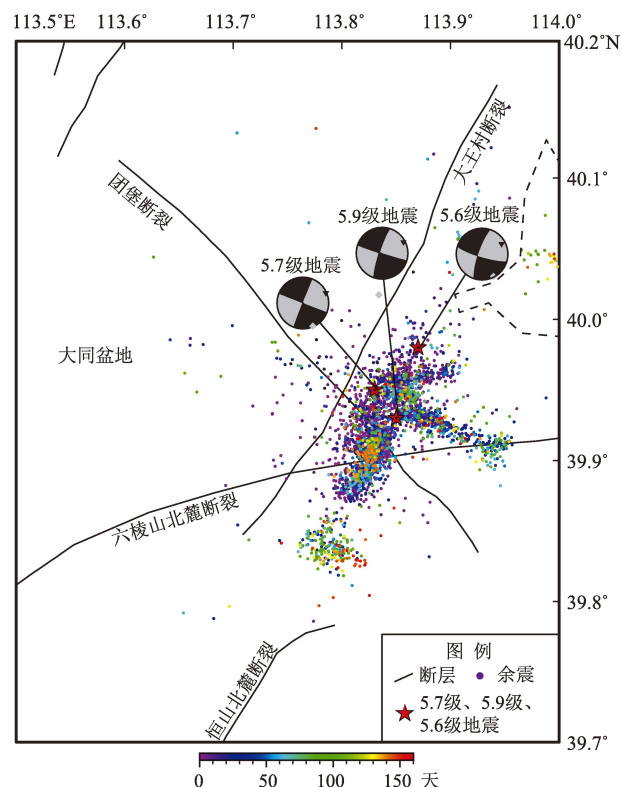 113.5°E 113.6° 113.7° 113.8° 113.9° 114.0°
40.2°N
大王村断裂
40.1°
团堡断裂
5.9级地震
5.6级地震
5.7级地震
40.0°
大同盆地
39.9°
六棱山北麓断裂
39.8°
恒山北麓断裂
图 例
断层 余震
5.7级、5.9级、
5.6级地震
39.7°
0 50 100 150 天